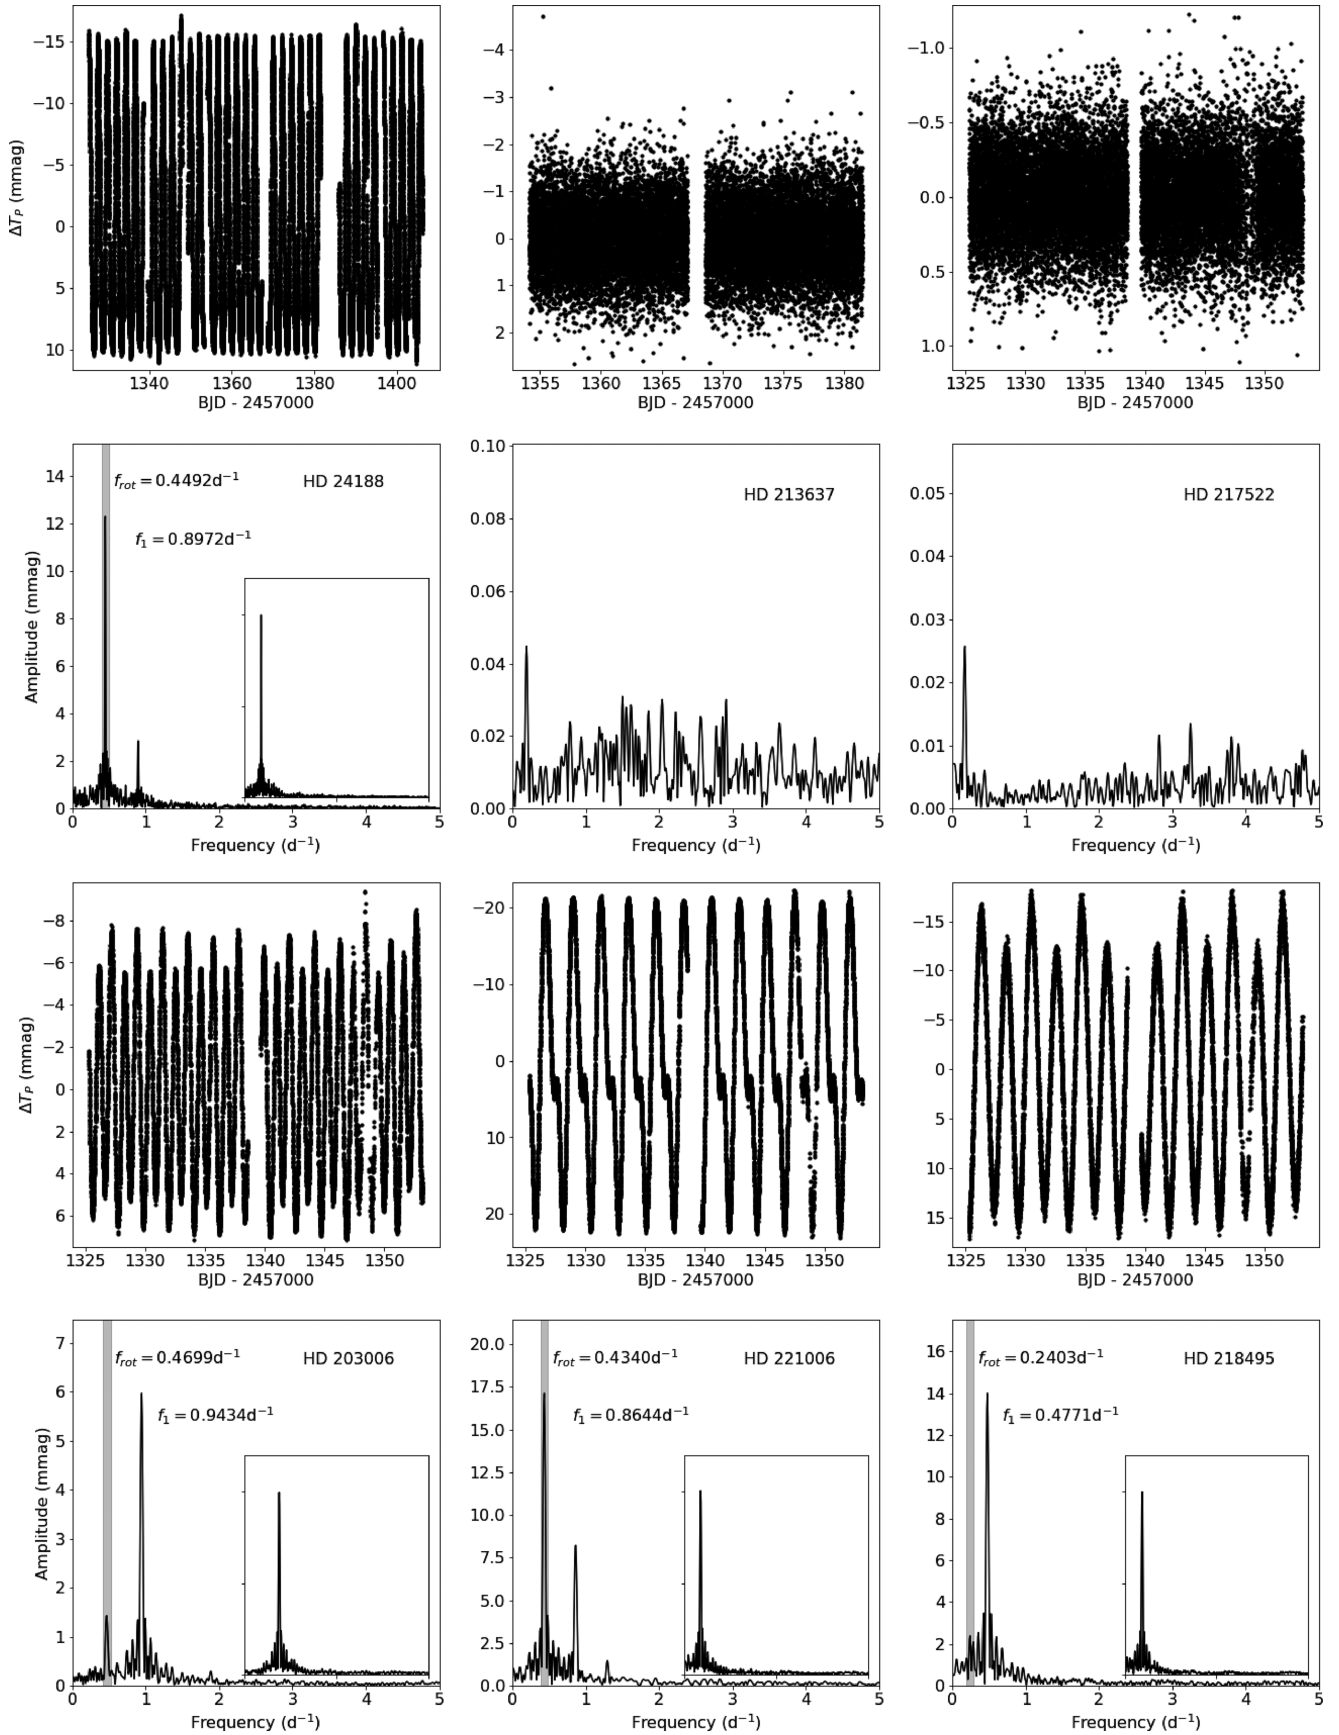 −15
−10
−5
0
5
10
ΔT_P (mmag)
1340 1360 1380 1400
BJD - 2457000
−4
−3
−2
−1
0
1
2
1355 1360 1365 1370 1375 1380
BJD - 2457000
−1.0
−0.5
0.0
0.5
1.0
1325 1330 1335 1340 1345 1350
BJD - 2457000
14
12
10
8
6
4
2
0
Amplitude (mmag)
f_rot = 0.4492d⁻¹ HD 24188
f₁ = 0.8972d⁻¹
0 1 2 3 4 5
Frequency (d⁻¹)
0.10
0.08
0.06
0.04
0.02
0.00
HD 213637
0 1 2 3 4 5
Frequency (d⁻¹)
0.05
0.04
0.03
0.02
0.01
0.00
HD 217522
0 1 2 3 4 5
Frequency (d⁻¹)
−8
−6
−4
−2
0
2
4
6
ΔT_P (mmag)
1325 1330 1335 1340 1345 1350
BJD - 2457000
−20
−10
0
10
20
1325 1330 1335 1340 1345 1350
BJD - 2457000
−15
−10
−5
0
5
10
15
1325 1330 1335 1340 1345 1350
BJD - 2457000
7
6
5
4
3
2
1
0
Amplitude (mmag)
f_rot = 0.4699d⁻¹ HD 203006
f₁ = 0.9434d⁻¹
0 1 2 3 4 5
Frequency (d⁻¹)
20.0
17.5
15.0
12.5
10.0
7.5
5.0
2.5
0.0
f_rot = 0.4340d⁻¹ HD 221006
f₁ = 0.8644d⁻¹
0 1 2 3 4 5
Frequency (d⁻¹)
16
14
12
10
8
6
4
2
0
f_rot = 0.2403d⁻¹ HD 218495
f₁ = 0.4771d⁻¹
0 1 2 3 4 5
Frequency (d⁻¹)